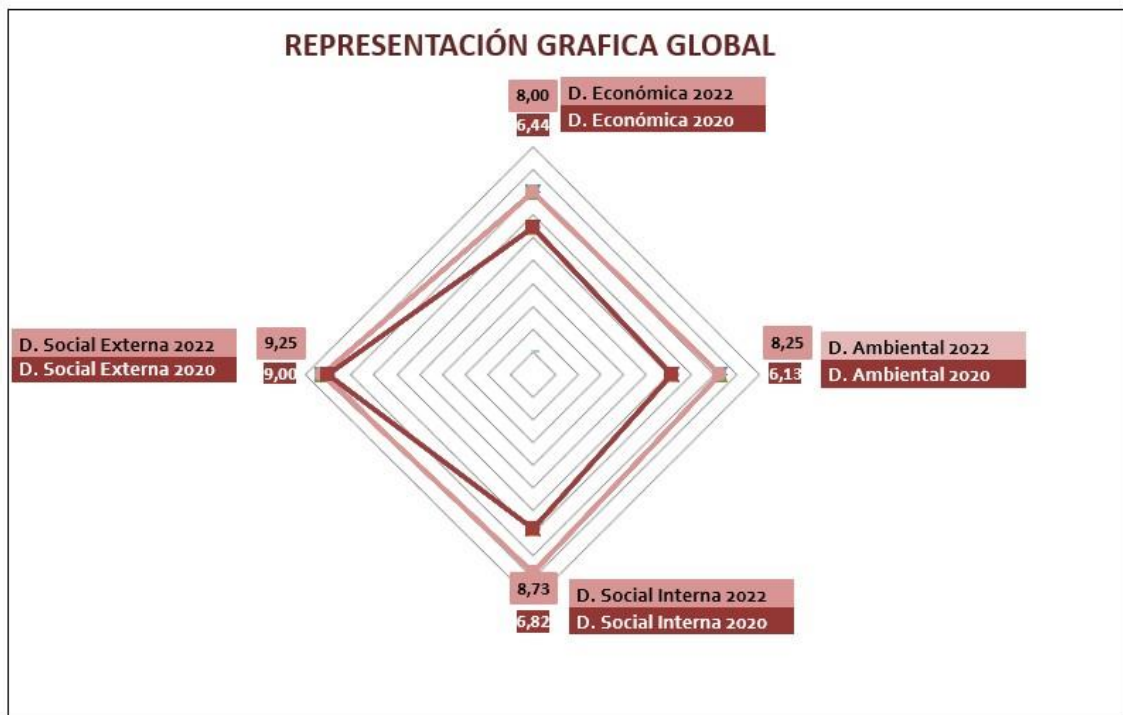 REPRESENTACIÓN GRAFICA GLOBAL
8,00 D. Económica 2022
6,44 D. Económica 2020
D. Social Externa 2022 9,25
D. Social Externa 2020 9,00
8,25 D. Ambiental 2022
6,13 D. Ambiental 2020
8,73 D. Social Interna 2022
6,82 D. Social Interna 2020